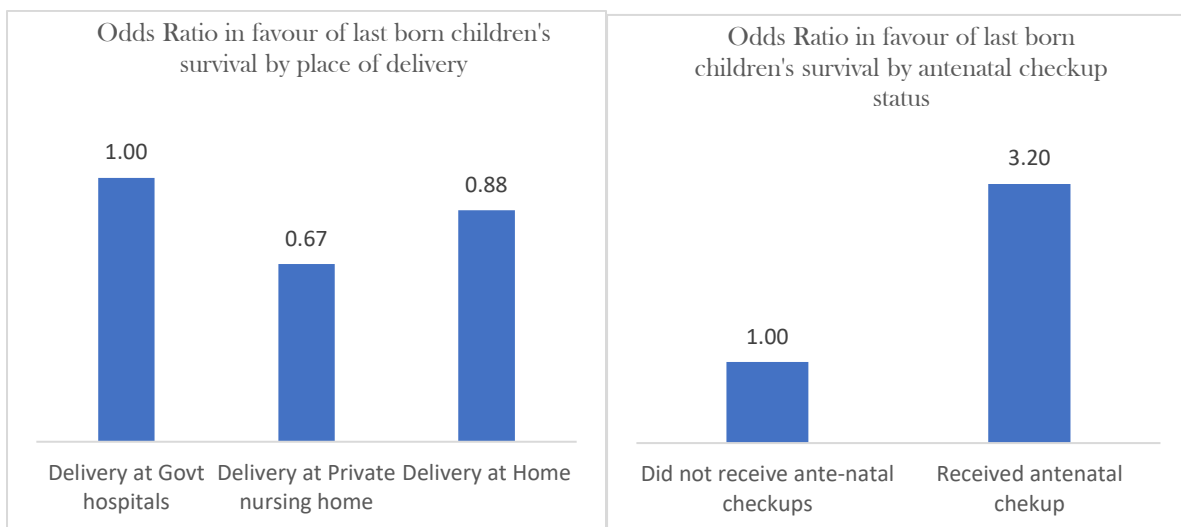 Odds Ratio in favour of last born children's
survival by place of delivery
1.00
0.67
0.88
Delivery at Govt
hospitals
Delivery at Private
nursing home
Delivery at Home
Odds Ratio in favour of last born
children's survival by antenatal checkup
status
1.00
3.20
Did not receive ante-natal
checkups
Received antenatal
chekup